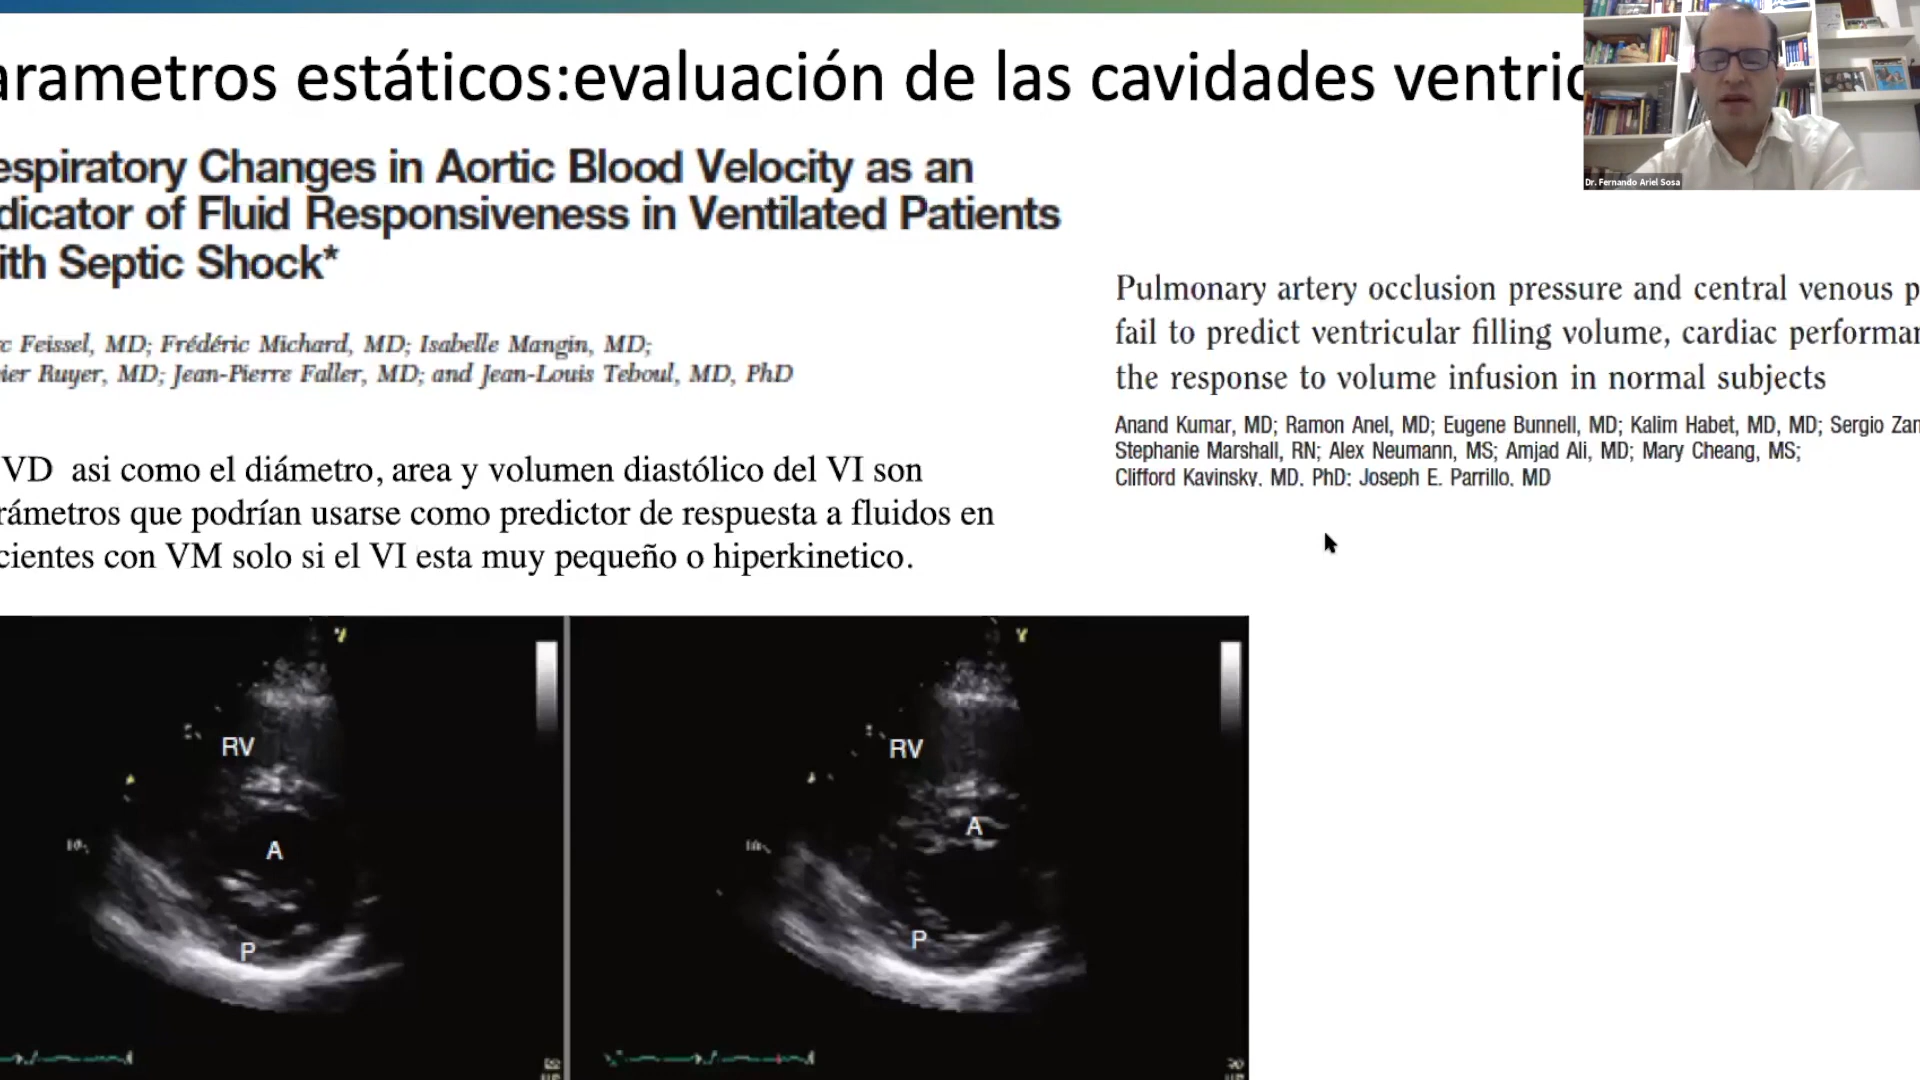 arametros estáticos:evaluación de las cavidades ventric
Dr. Fernando Ariel Sosa
espiratory Changes in Aortic Blood Velocity as an
dicator of Fluid Responsiveness in Ventilated Patients
ith Septic Shock*
c Feissel, MD; Frédéric Michard, MD; Isabelle Mangin, MD;
ier Ruyer, MD; Jean-Pierre Faller, MD; and Jean-Louis Teboul, MD, PhD
Pulmonary artery occlusion pressure and central venous p
fail to predict ventricular filling volume, cardiac performan
the response to volume infusion in normal subjects
Anand Kumar, MD; Ramon Anel, MD; Eugene Bunnell, MD; Kalim Habet, MD, MD; Sergio Zan
Stephanie Marshall, RN; Alex Neumann, MS; Amjad Ali, MD; Mary Cheang, MS;
Clifford Kavinsky, MD, PhD; Joseph E. Parrillo, MD
VD asi como el diámetro, area y volumen diastólico del VI son
rámetros que podrían usarse como predictor de respuesta a fluidos en
cientes con VM solo si el VI esta muy pequeño o hiperkinetico.
V
RV
A
10
P
V
RV
A
10
P